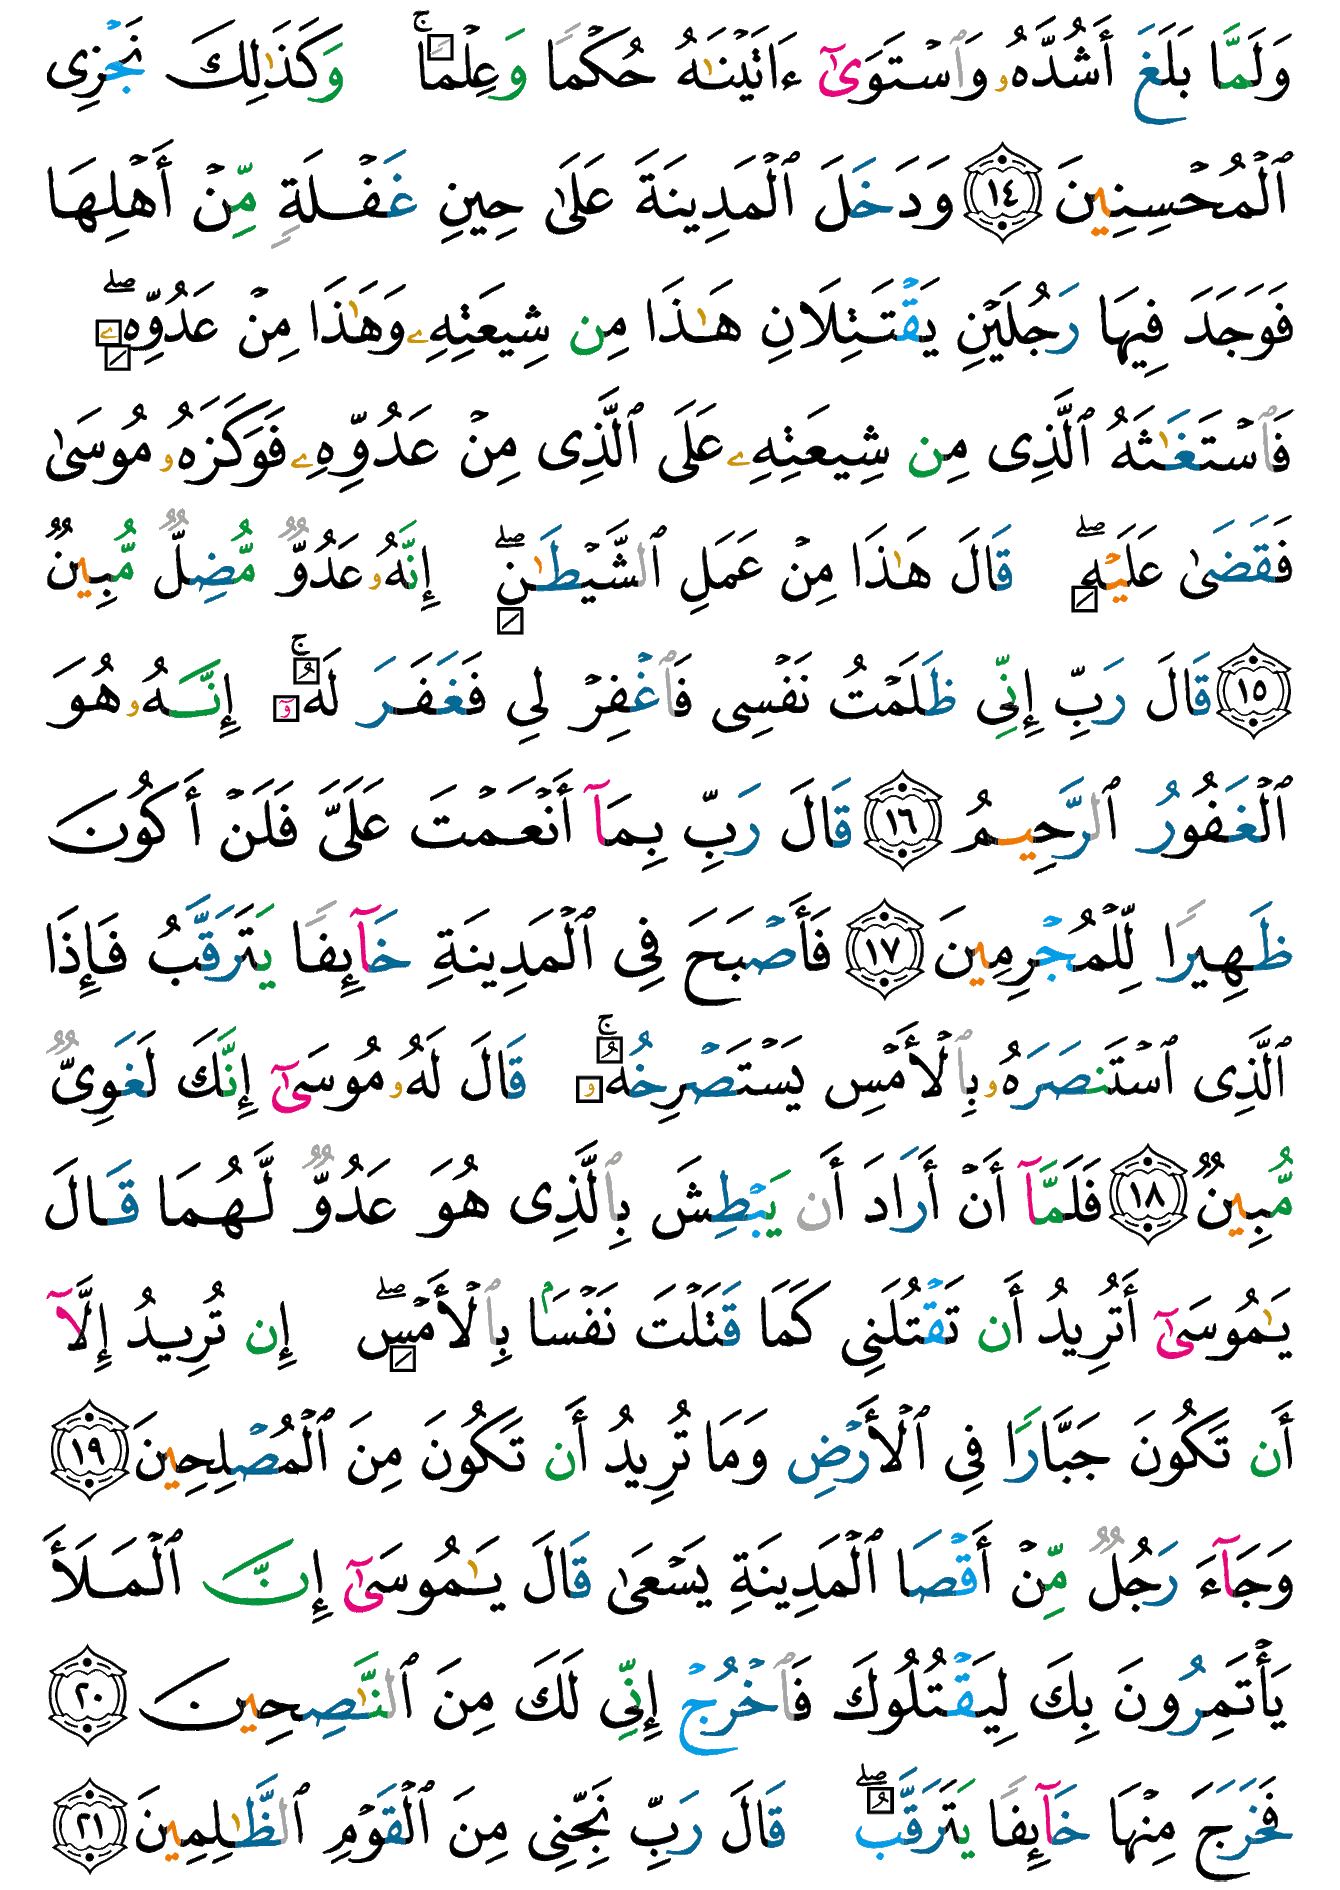 وَلَمَّا بَلَغَ أَشُدَّهُۥ وَٱسۡتَوَىٰٓ ءَاتَيۡنَٰهُ حُكۡمٗا وَعِلۡمٗاۚ وَكَذَٰلِكَ نَجۡزِي
ٱلۡمُحۡسِنِينَ ١٤ وَدَخَلَ ٱلۡمَدِينَةَ عَلَىٰ حِينِ غَفۡلَةٖ مِّنۡ أَهۡلِهَا
فَوَجَدَ فِيهَا رَجُلَيۡنِ يَقۡتَتِلَانِ هَٰذَا مِن شِيعَتِهِۦ وَهَٰذَا مِنۡ عَدُوِّهِۦۖ
فَٱسۡتَغَٰثَهُ ٱلَّذِي مِن شِيعَتِهِۦ عَلَى ٱلَّذِي مِنۡ عَدُوِّهِۦ فَوَكَزَهُۥ مُوسَىٰ
فَقَضَىٰ عَلَيۡهِۖ قَالَ هَٰذَا مِنۡ عَمَلِ ٱلشَّيۡطَٰنِۖ إِنَّهُۥ عَدُوّٞ مُّضِلّٞ مُّبِينٞ
١٥ قَالَ رَبِّ إِنِّي ظَلَمۡتُ نَفۡسِي فَٱغۡفِرۡ لِي فَغَفَرَ لَهُۥٓۚ إِنَّهُۥ هُوَ
ٱلۡغَفُورُ ٱلرَّحِيمُ ١٦ قَالَ رَبِّ بِمَآ أَنۡعَمۡتَ عَلَيَّ فَلَنۡ أَكُونَ
ظَهِيرٗا لِّلۡمُجۡرِمِينَ ١٧ فَأَصۡبَحَ فِي ٱلۡمَدِينَةِ خَآئِفٗا يَتَرَقَّبُ فَإِذَا
ٱلَّذِي ٱسۡتَنصَرَهُۥ بِٱلۡأَمۡسِ يَسۡتَصۡرِخُهُۥۚ قَالَ لَهُۥ مُوسَىٰٓ إِنَّكَ لَغَوِيّٞ
مُّبِينٞ ١٨ فَلَمَّآ أَنۡ أَرَادَ أَن يَبۡطِشَ بِٱلَّذِي هُوَ عَدُوّٞ لَّهُمَا قَالَ
يَٰمُوسَىٰٓ أَتُرِيدُ أَن تَقۡتُلَنِي كَمَا قَتَلۡتَ نَفۡسَۢا بِٱلۡأَمۡسِۖ إِن تُرِيدُ إِلَّآ
أَن تَكُونَ جَبَّارٗا فِي ٱلۡأَرۡضِ وَمَا تُرِيدُ أَن تَكُونَ مِنَ ٱلۡمُصۡلِحِينَ ١٩
وَجَآءَ رَجُلٞ مِّنۡ أَقۡصَا ٱلۡمَدِينَةِ يَسۡعَىٰ قَالَ يَٰمُوسَىٰٓ إِنَّ ٱلۡمَلَأَ
يَأۡتَمِرُونَ بِكَ لِيَقۡتُلُوكَ فَٱخۡرُجۡ إِنِّي لَكَ مِنَ ٱلنَّٰصِحِينَ ٢٠
فَخَرَجَ مِنۡهَا خَآئِفٗا يَتَرَقَّبُۖ قَالَ رَبِّ نَجِّنِي مِنَ ٱلۡقَوۡمِ ٱلظَّٰلِمِينَ ٢١